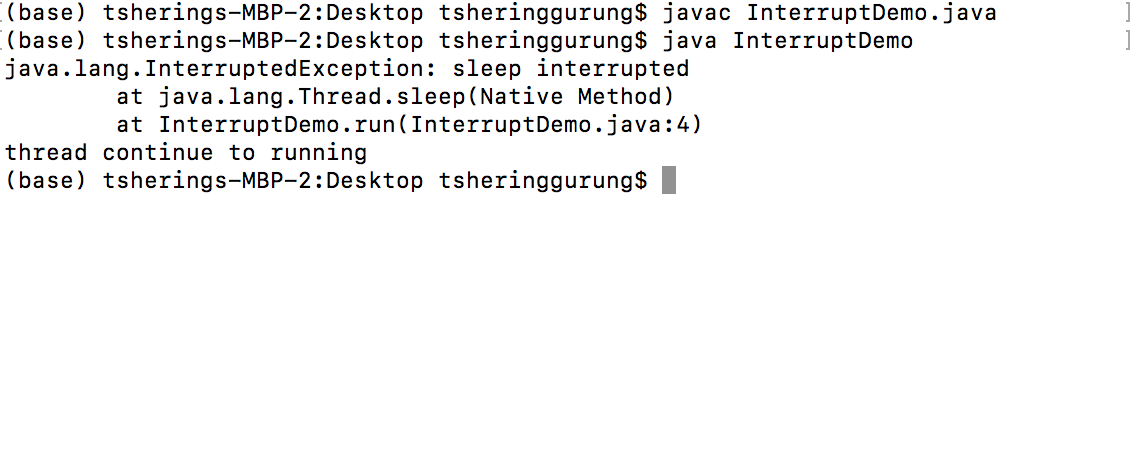 (base) tsherings-MBP-2:Desktop tsheringgurung$ javac InterruptDemo.java
(base) tsherings-MBP-2:Desktop tsheringgurung$ java InterruptDemo
java.lang.InterruptedException: sleep interrupted
        at java.lang.Thread.sleep(Native Method)
        at InterruptDemo.run(InterruptDemo.java:4)
thread continue to running
(base) tsherings-MBP-2:Desktop tsheringgurung$